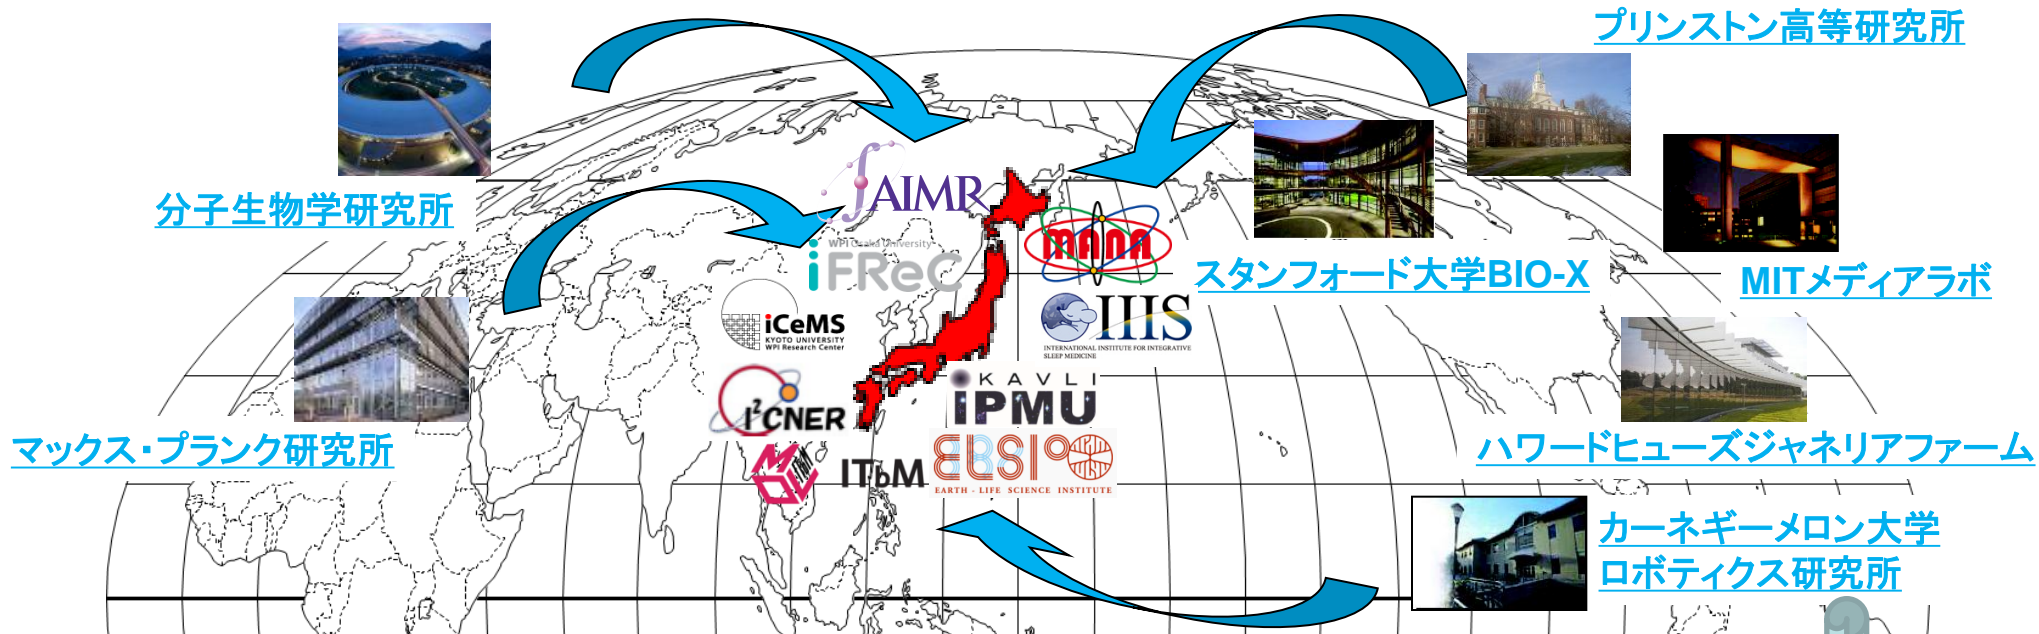 プリンストン高等研究所
分子生物学研究所
AIMR
MANA
WPI Osaka University
iFReC
スタンフォード大学BIO-X
MITメディアラボ
iCeMS
KYOTO UNIVERSITY
WPI Research Center
IIIS
INTERNATIONAL INSTITUTE FOR INTEGRATIVE
SLEEP MEDICINE
I²CNER
KAVLI
iPMU
マックス・プランク研究所
ハワードヒューズジャネリアファーム
ITbM
ELSI
EARTH - LIFE SCIENCE INSTITUTE
カーネギーメロン大学
ロボティクス研究所